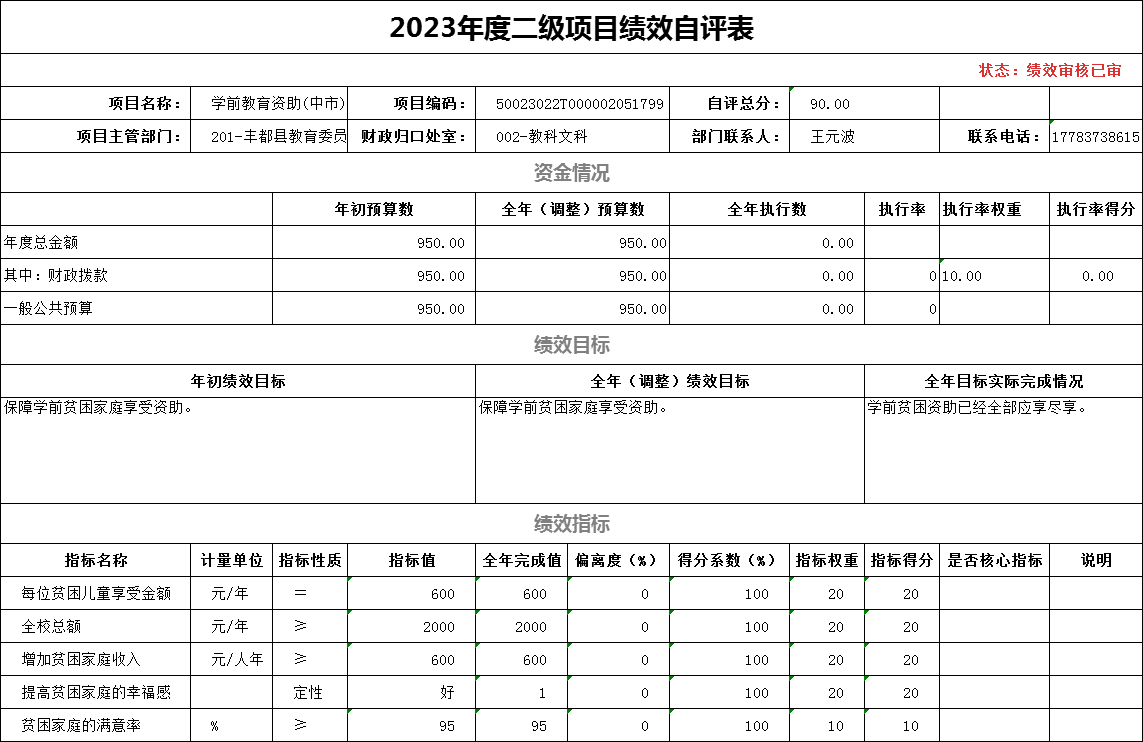 2023年度二级项目绩效自评表
状态：绩效审核已审
项目名称： 学前教育资助(中市) 项目编码： 50023022T000002051799 自评总分： 90.00
项目主管部门： 201-丰都县教育委员 财政归口处室： 002-教科文科 部门联系人： 王元波 联系电话： 17783738615
资金情况
年初预算数 全年（调整）预算数 全年执行数 执行率 执行率权重 执行率得分
年度总金额 950.00 950.00 0.00
其中：财政拨款 950.00 950.00 0.00 0 10.00 0.00
一般公共预算 950.00 950.00 0.00 0
绩效目标
年初绩效目标 全年（调整）绩效目标 全年目标实际完成情况
保障学前贫困家庭享受资助。 保障学前贫困家庭享受资助。 学前贫困资助已经全部应享尽享。
绩效指标
指标名称 计量单位 指标性质 指标值 全年完成值 偏离度（%） 得分系数（%） 指标权重 指标得分 是否核心指标 说明
每位贫困儿童享受金额 元/年 ＝ 600 600 0 100 20 20
全校总额 元/年 ≥ 2000 2000 0 100 20 20
增加贫困家庭收入 元/人年 ≥ 600 600 0 100 20 20
提高贫困家庭的幸福感 定性 好 1 0 100 20 20
贫困家庭的满意率 % ≥ 95 95 0 100 10 10